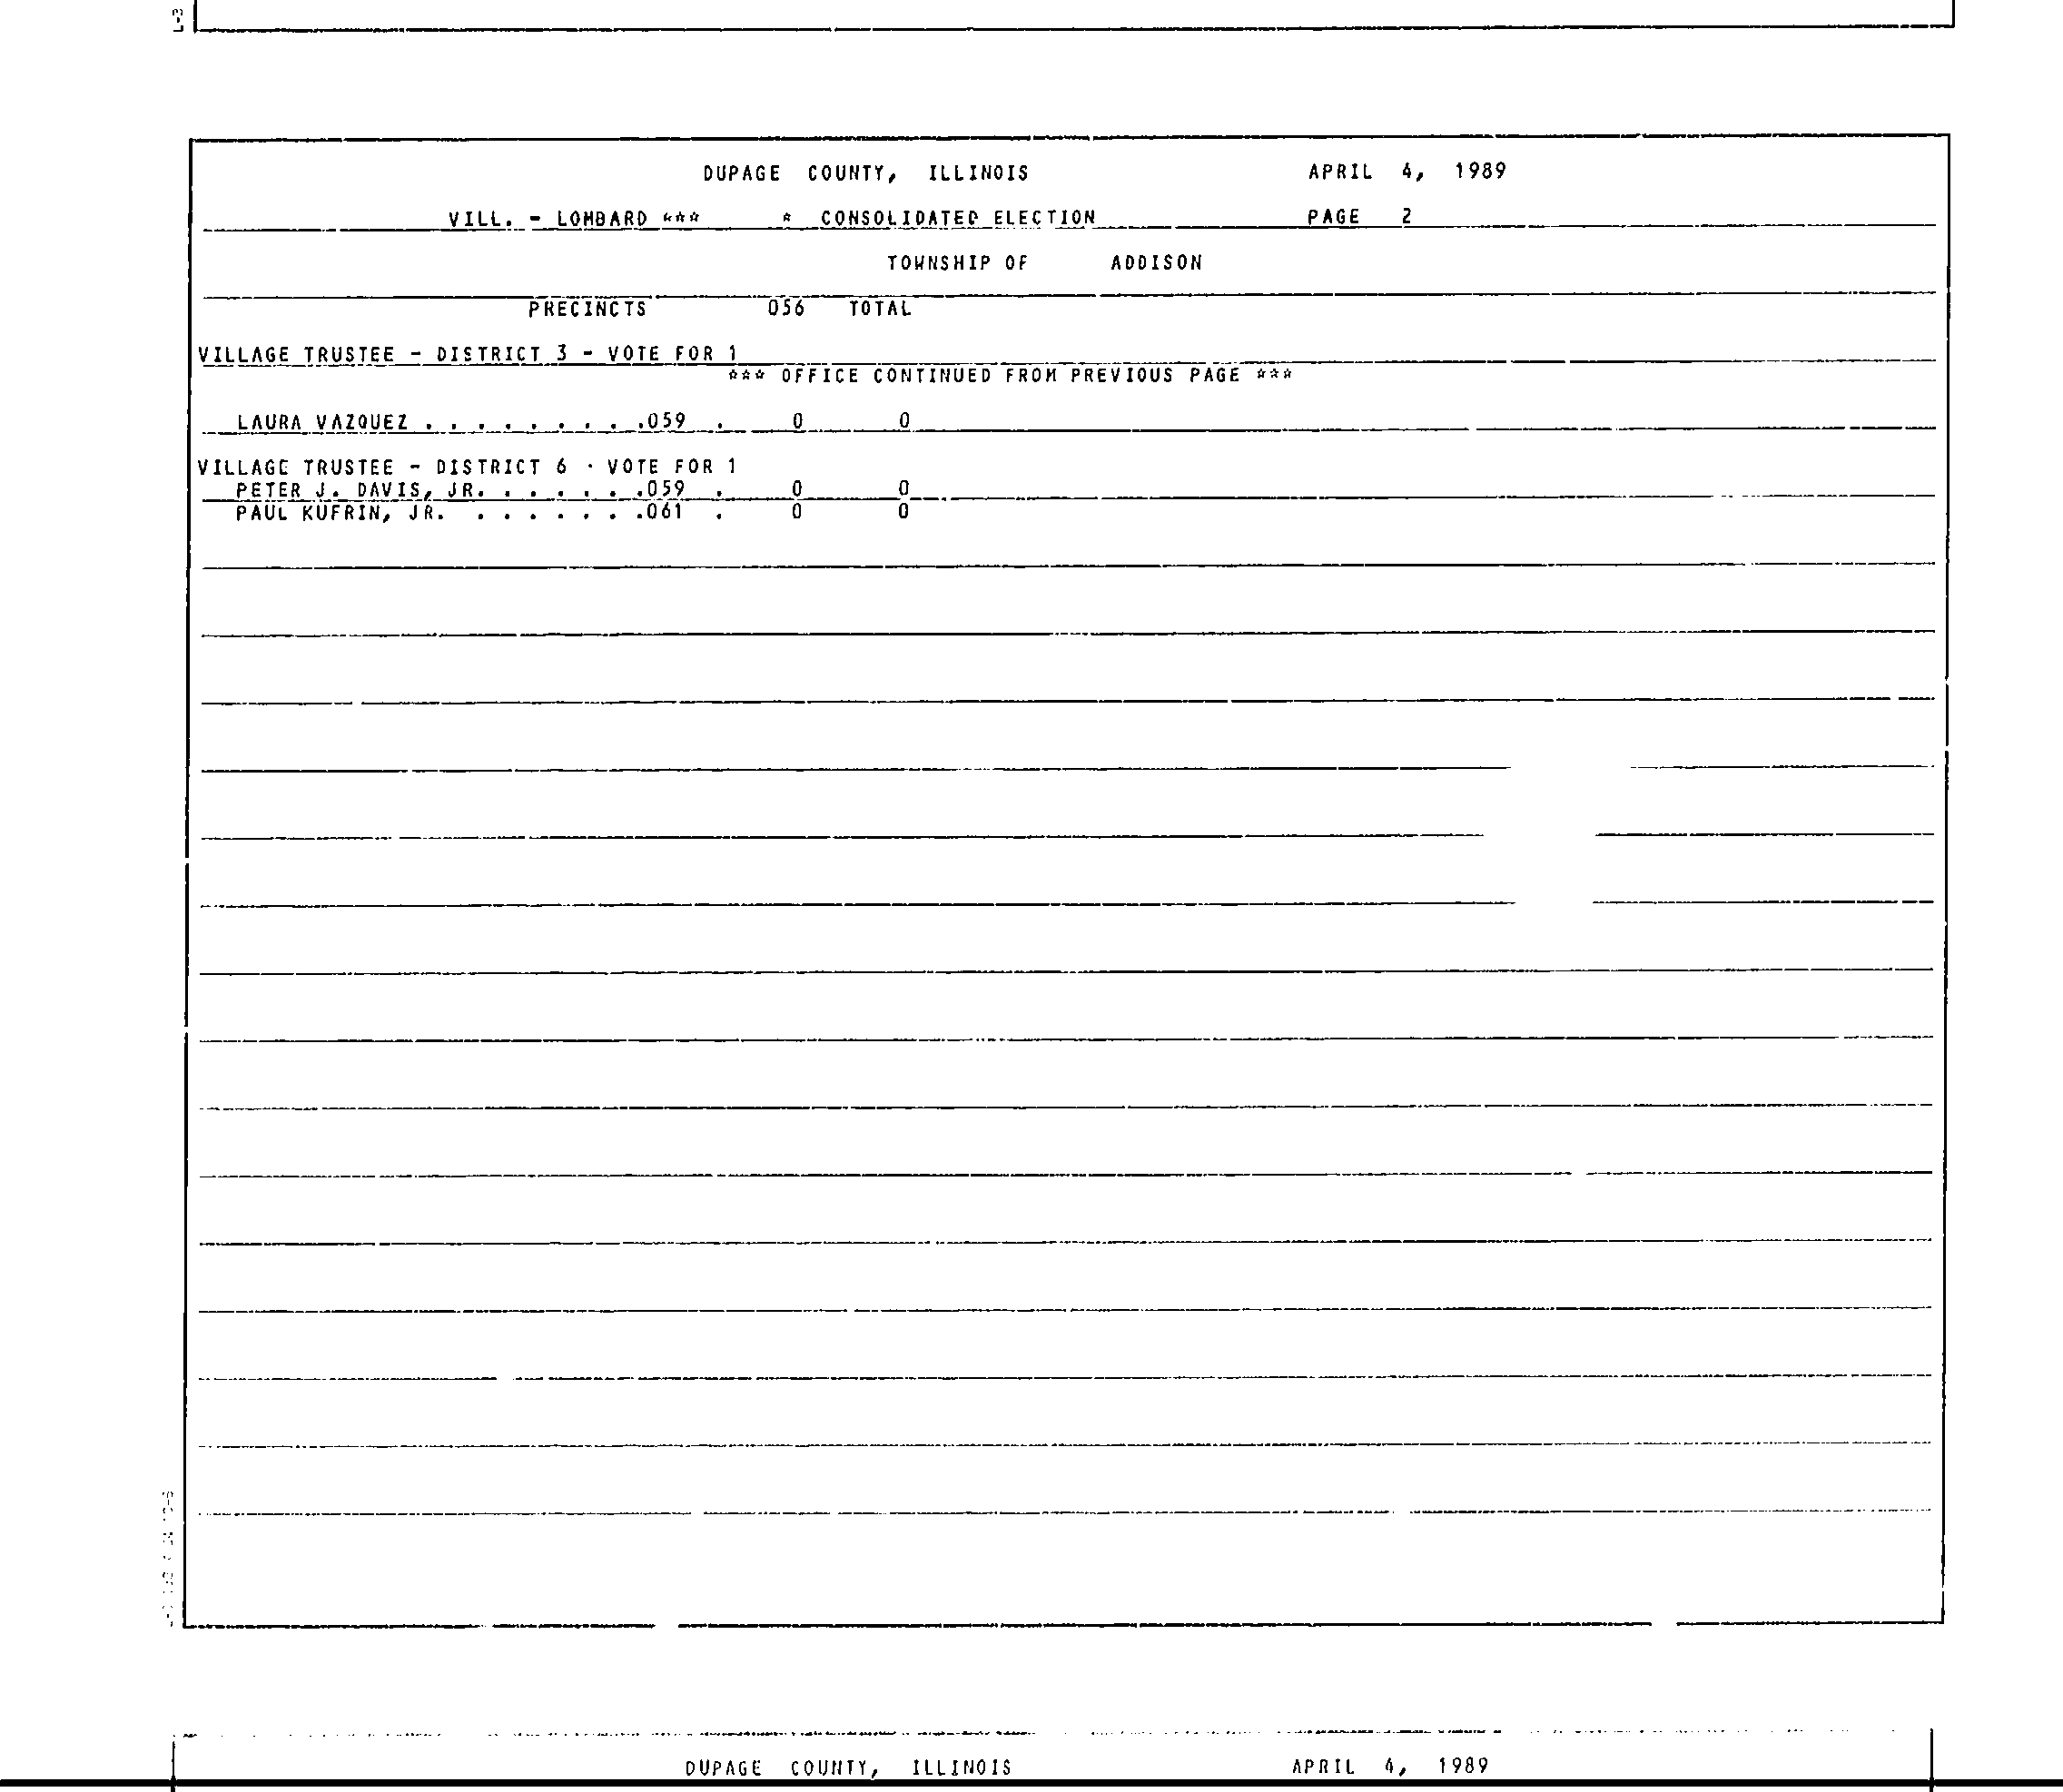 DUPAGE COUNTY, ILLINOIS APRIL 4, 1989
VILL. - LOMBARD *** * CONSOLIDATED ELECTION PAGE 2
TOWNSHIP OF ADDISON
PRECINCTS 056 TOTAL
VILLAGE TRUSTEE - DISTRICT 3 - VOTE FOR 1
*** OFFICE CONTINUED FROM PREVIOUS PAGE ***
LAURA VAZQUEZ . . . . . . . . .059 . 0 0
VILLAGE TRUSTEE - DISTRICT 6 - VOTE FOR 1
PETER J. DAVIS, JR. . . . . . .059 . 0 0
PAUL KUFRIN, JR. . . . . . . .061 . 0 0
DUPAGE COUNTY, ILLINOIS APRIL 4, 1989